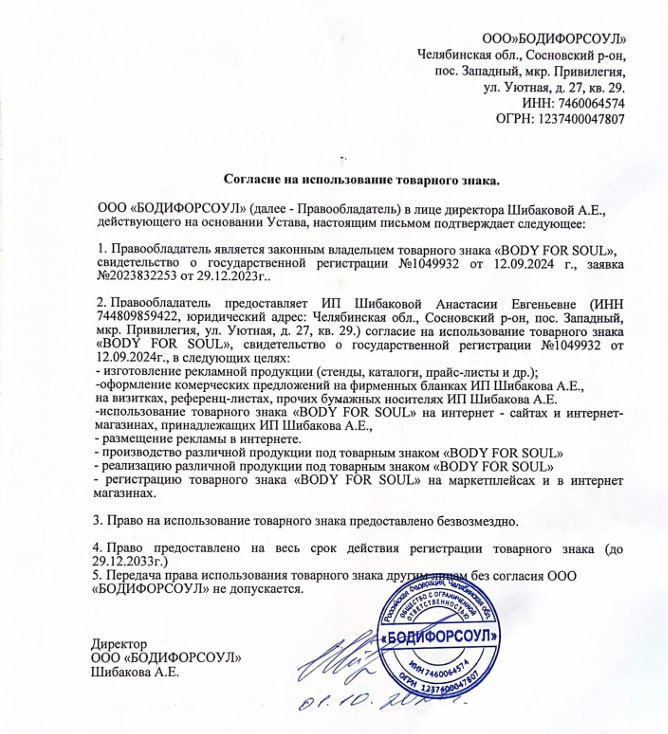 ООО»БОДИФОРСОУЛ»
Челябинская обл., Сосновский р-он,
пос. Западный, мкр. Привилегия,
ул. Уютная, д. 27, кв. 29.
ИНН: 7460064574
ОГРН: 1237400047807
Согласие на использование товарного знака.
ООО «БОДИФОРСОУЛ» (далее - Правообладатель) в лице директора Шибаковой А.Е.,
действующего на основании Устава, настоящим письмом подтверждает следующее:
1. Правообладатель является законным владельцем товарного знака «BODY FOR SOUL»,
свидетельство о государственной регистрации №1049932 от 12.09.2024 г., заявка
№2023832253 от 29.12.2023г..
2. Правообладатель предоставляет ИП Шибаковой Анастасии Евгеньевне (ИНН
744809859422, юридический адрес: Челябинская обл., Сосновский р-он, пос. Западный,
мкр. Привилегия, ул. Уютная, д. 27, кв. 29.) согласие на использование товарного знака
«BODY FOR SOUL», свидетельство о государственной регистрации №1049932 от
12.09.2024г., в следующих целях:
- изготовление рекламной продукции (стенды, каталоги, прайс-листы и др.);
-оформление комерческих предложений на фирменных бланках ИП Шибакова А.Е.,
на визитках, референц-листах, прочих бумажных носителях ИП Шибакова А.Е.
-использование товарного знака «BODY FOR SOUL» на интернет - сайтах и интернет-
магазинах, принадлежащих ИП Шибакова А.Е.,
- размещение рекламы в интернете.
- производство различной продукции под товарным знаком «BODY FOR SOUL»
- реализацию различной продукции под товарным знаком «BODY FOR SOUL»
- регистрацию товарного знака «BODY FOR SOUL» на маркетплейсах и в интернет
магазинах.
3. Право на использование товарного знака предоставлено безвозмездно.
4. Право предоставлено на весь срок действия регистрации товарного знака (до
29.12.2033г.)
5. Передача права использования товарного знака другим лицам без согласия ООО
«БОДИФОРСОУЛ» не допускается.
Директор
ООО «БОДИФОРСОУЛ»
Шибакова А.Е.
Российская Федерация, Челябинская обл.
ОБЩЕСТВО С ОГРАНИЧЕННОЙ
ОТВЕТСТВЕННОСТЬЮ
«БОДИФОРСОУЛ»
ИНН 7460064574
ОГРН 1237400047807
01.10.